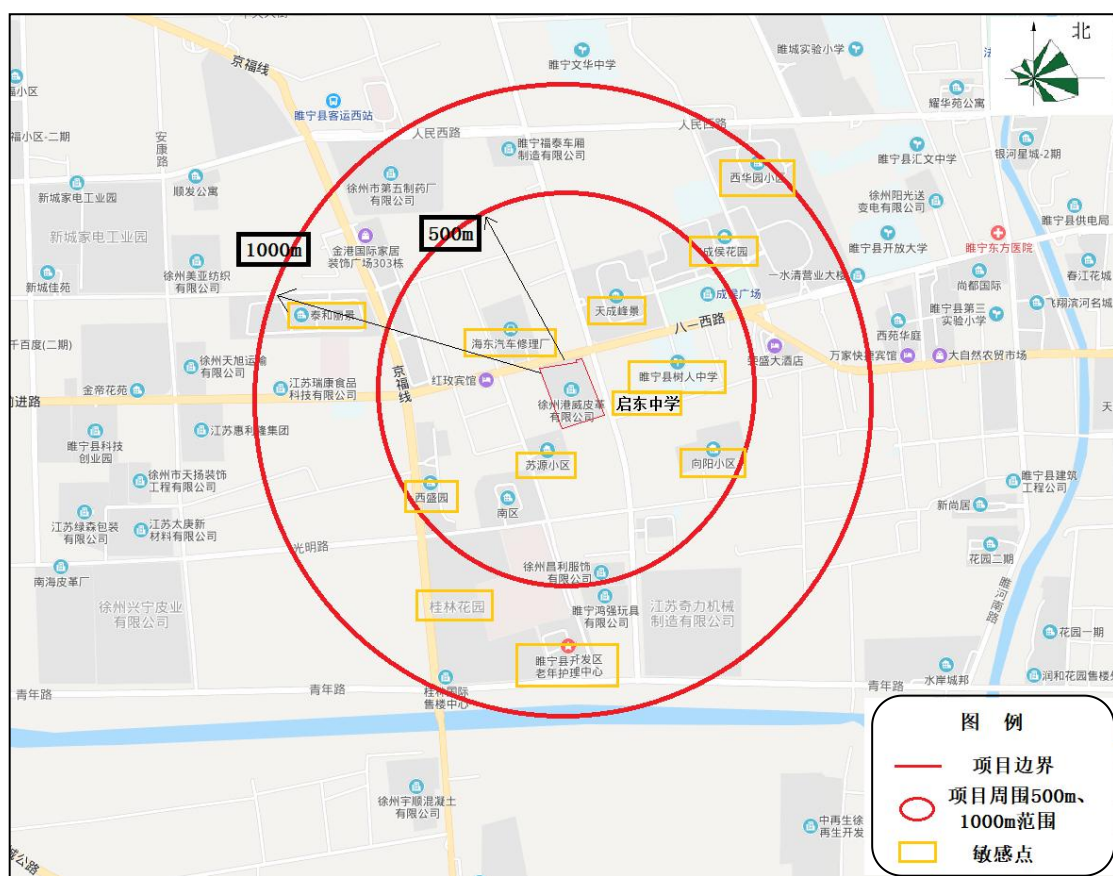 京福线
睢宁文华中学
睢城实验小学
北
耀华苑公寓
睢宁县客运西站
人民西路
人民西路
安康路
福小区-二期
睢宁福泰车厢
制造有限公司
睢宁县汇文中学
银河星城-2期
西华园小区
顺发公寓
徐州市第五制药厂
有限公司
新城家电工业园
徐州阳光送
变电有限公司
睢宁县供电局
500m
1000m
新城家电工业园
金港国际家居
装饰广场303栋
成侯花园
睢宁县开放大学
睢宁东方医院
徐州美亚纺织
有限公司
新城佳苑
一水清营业大楼
尚都国际
春江花城
天成峰景
成侯广场
飞翔滨河名城
泰和丽景
八一西路
睢宁县第三
实验小学
西苑华庭
千百度(二期)
海东汽车修理厂
徐州天旭运输
有限公司
京福线
红玫宾馆
睢宁县树人中学
荣盛大酒店
万家快捷宾馆
大自然农贸市场
金帝花苑
江苏瑞康食品
科技有限公司
徐州港威皮革
有限公司
启东中学
前进路
江苏惠利隆集团
睢宁县科技
创业园
苏源小区
向阳小区
徐州市天扬装饰
工程有限公司
睢宁县建筑
工程公司
西盛园
南区
新尚居
江苏绿森包装
有限公司
江苏太庚新
材料有限公司
光明路
花园二期
南海皮革厂
徐州昌利服饰
有限公司
徐州兴宁皮业
有限公司
桂林花园
睢宁鸿强玩具
有限公司
江苏奇力机械
制造有限公司
睢河南路
花园一期
睢宁县开发区
老年护理中心
青年路
青年路
青年路
桂林国际
售楼中心
水岸城邦
润和花园售楼处
图 例
项目边界
项目周围500m、
1000m范围
敏感点
徐州宇顺混凝土
有限公司
中再生徐
再生开发